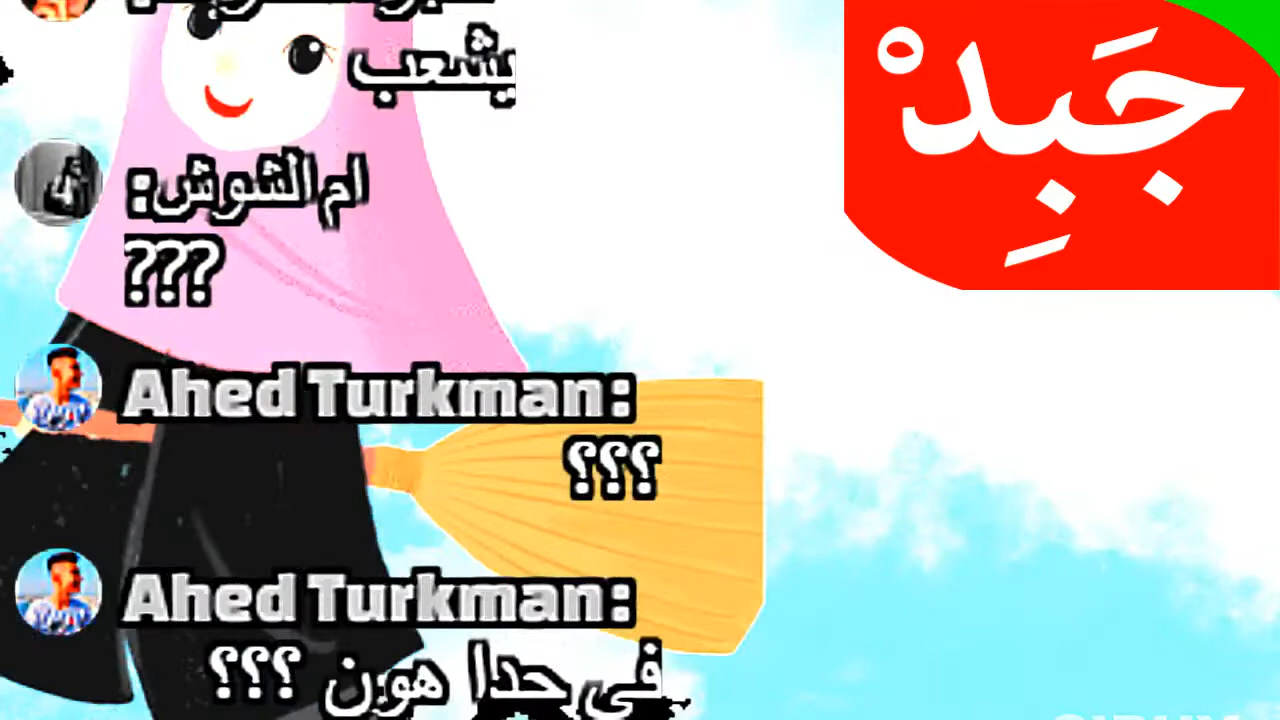 يشعب
ام الشوش:
???
Ahed Turkman:
؟؟؟
Ahed Turkman:
في حدا هون ؟؟؟
جَبِدْ